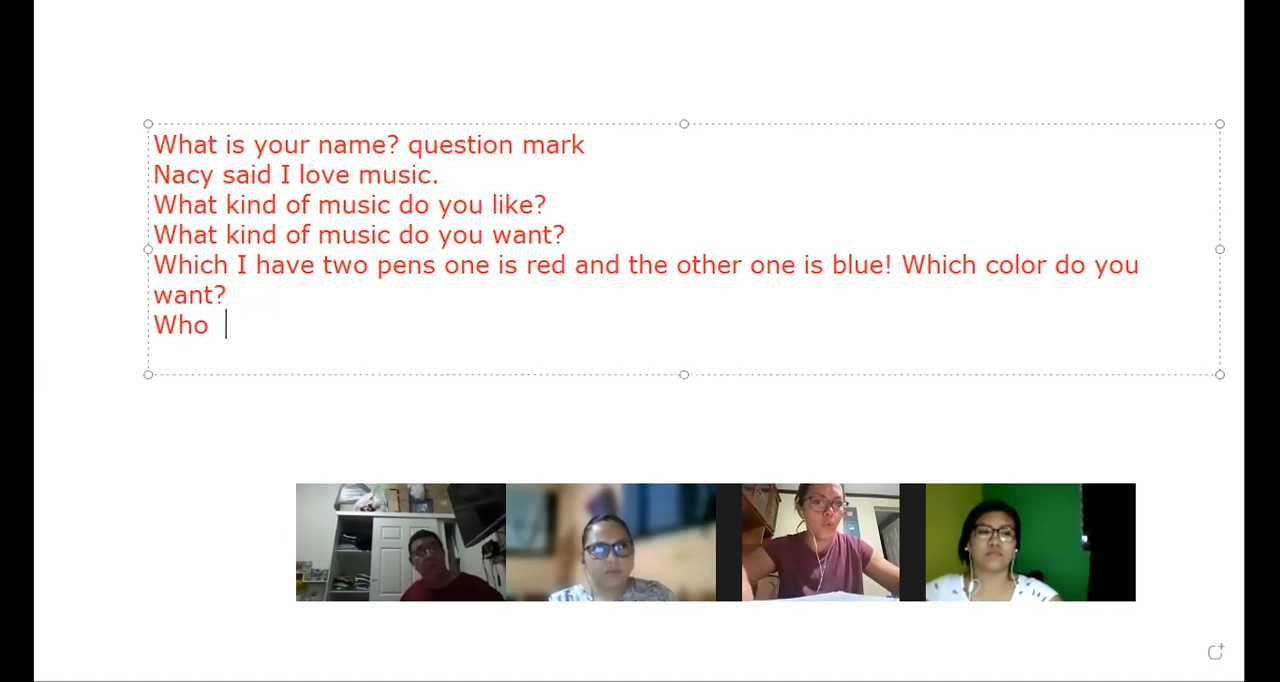 What is your name? question mark
Nacy said I love music.
What kind of music do you like?
What kind of music do you want?
Which I have two pens one is red and the other one is blue! Which color do you
want?
Who